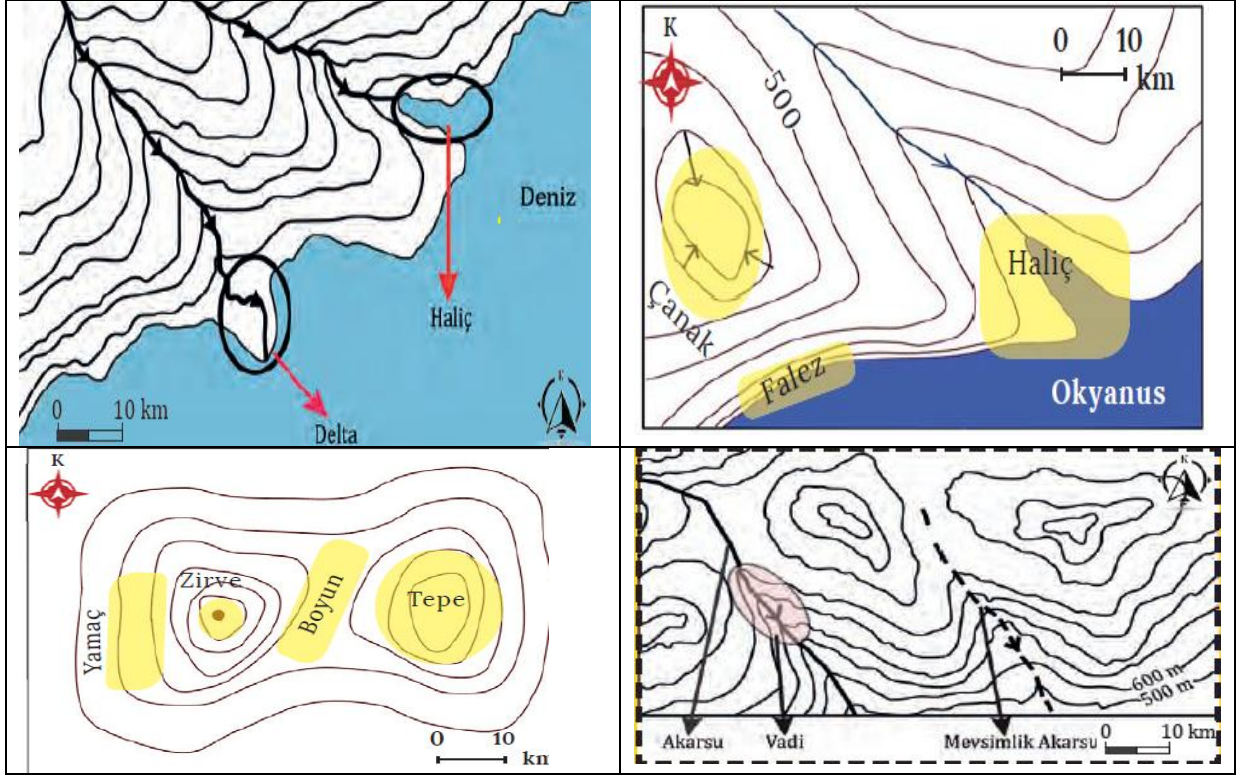 Deniz
Haliç
Delta
0 10 km
K
K
0 10
km
500
Çanak
Haliç
Falez
Okyanus
K
Zirve
Yamaç
Boyun
Tepe
0 10
km
K
600 m
500 m
Akarsu Vadi Mevsimlik Akarsu
0 10 km